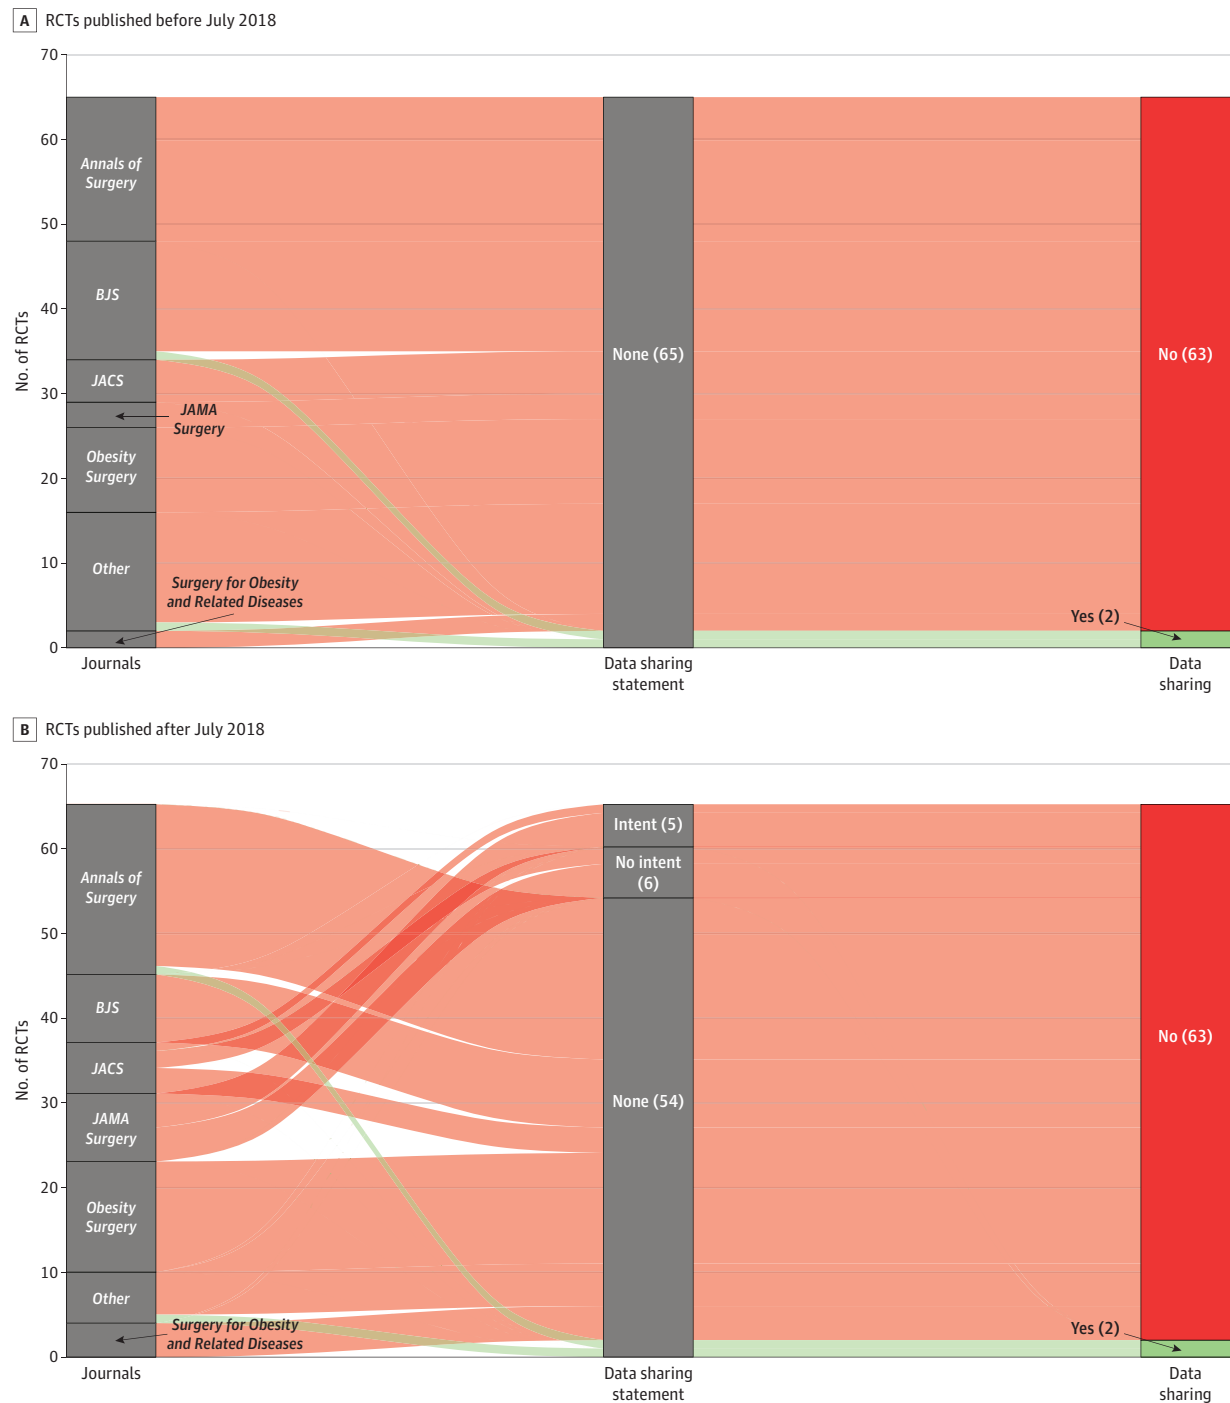 A RCTs published before July 2018
70
60
50
40
30
20
10
0
No. of RCTs
Annals of
Surgery
BJS
JACS
JAMA
Surgery
Obesity
Surgery
Other
Surgery for Obesity
and Related Diseases
None (65)
No (63)
Yes (2)
Journals
Data sharing
statement
Data
sharing
B RCTs published after July 2018
70
60
50
40
30
20
10
0
No. of RCTs
Annals of
Surgery
BJS
JACS
JAMA
Surgery
Obesity
Surgery
Other
Surgery for Obesity
and Related Diseases
Intent (5)
No intent
(6)
None (54)
No (63)
Yes (2)
Journals
Data sharing
statement
Data
sharing